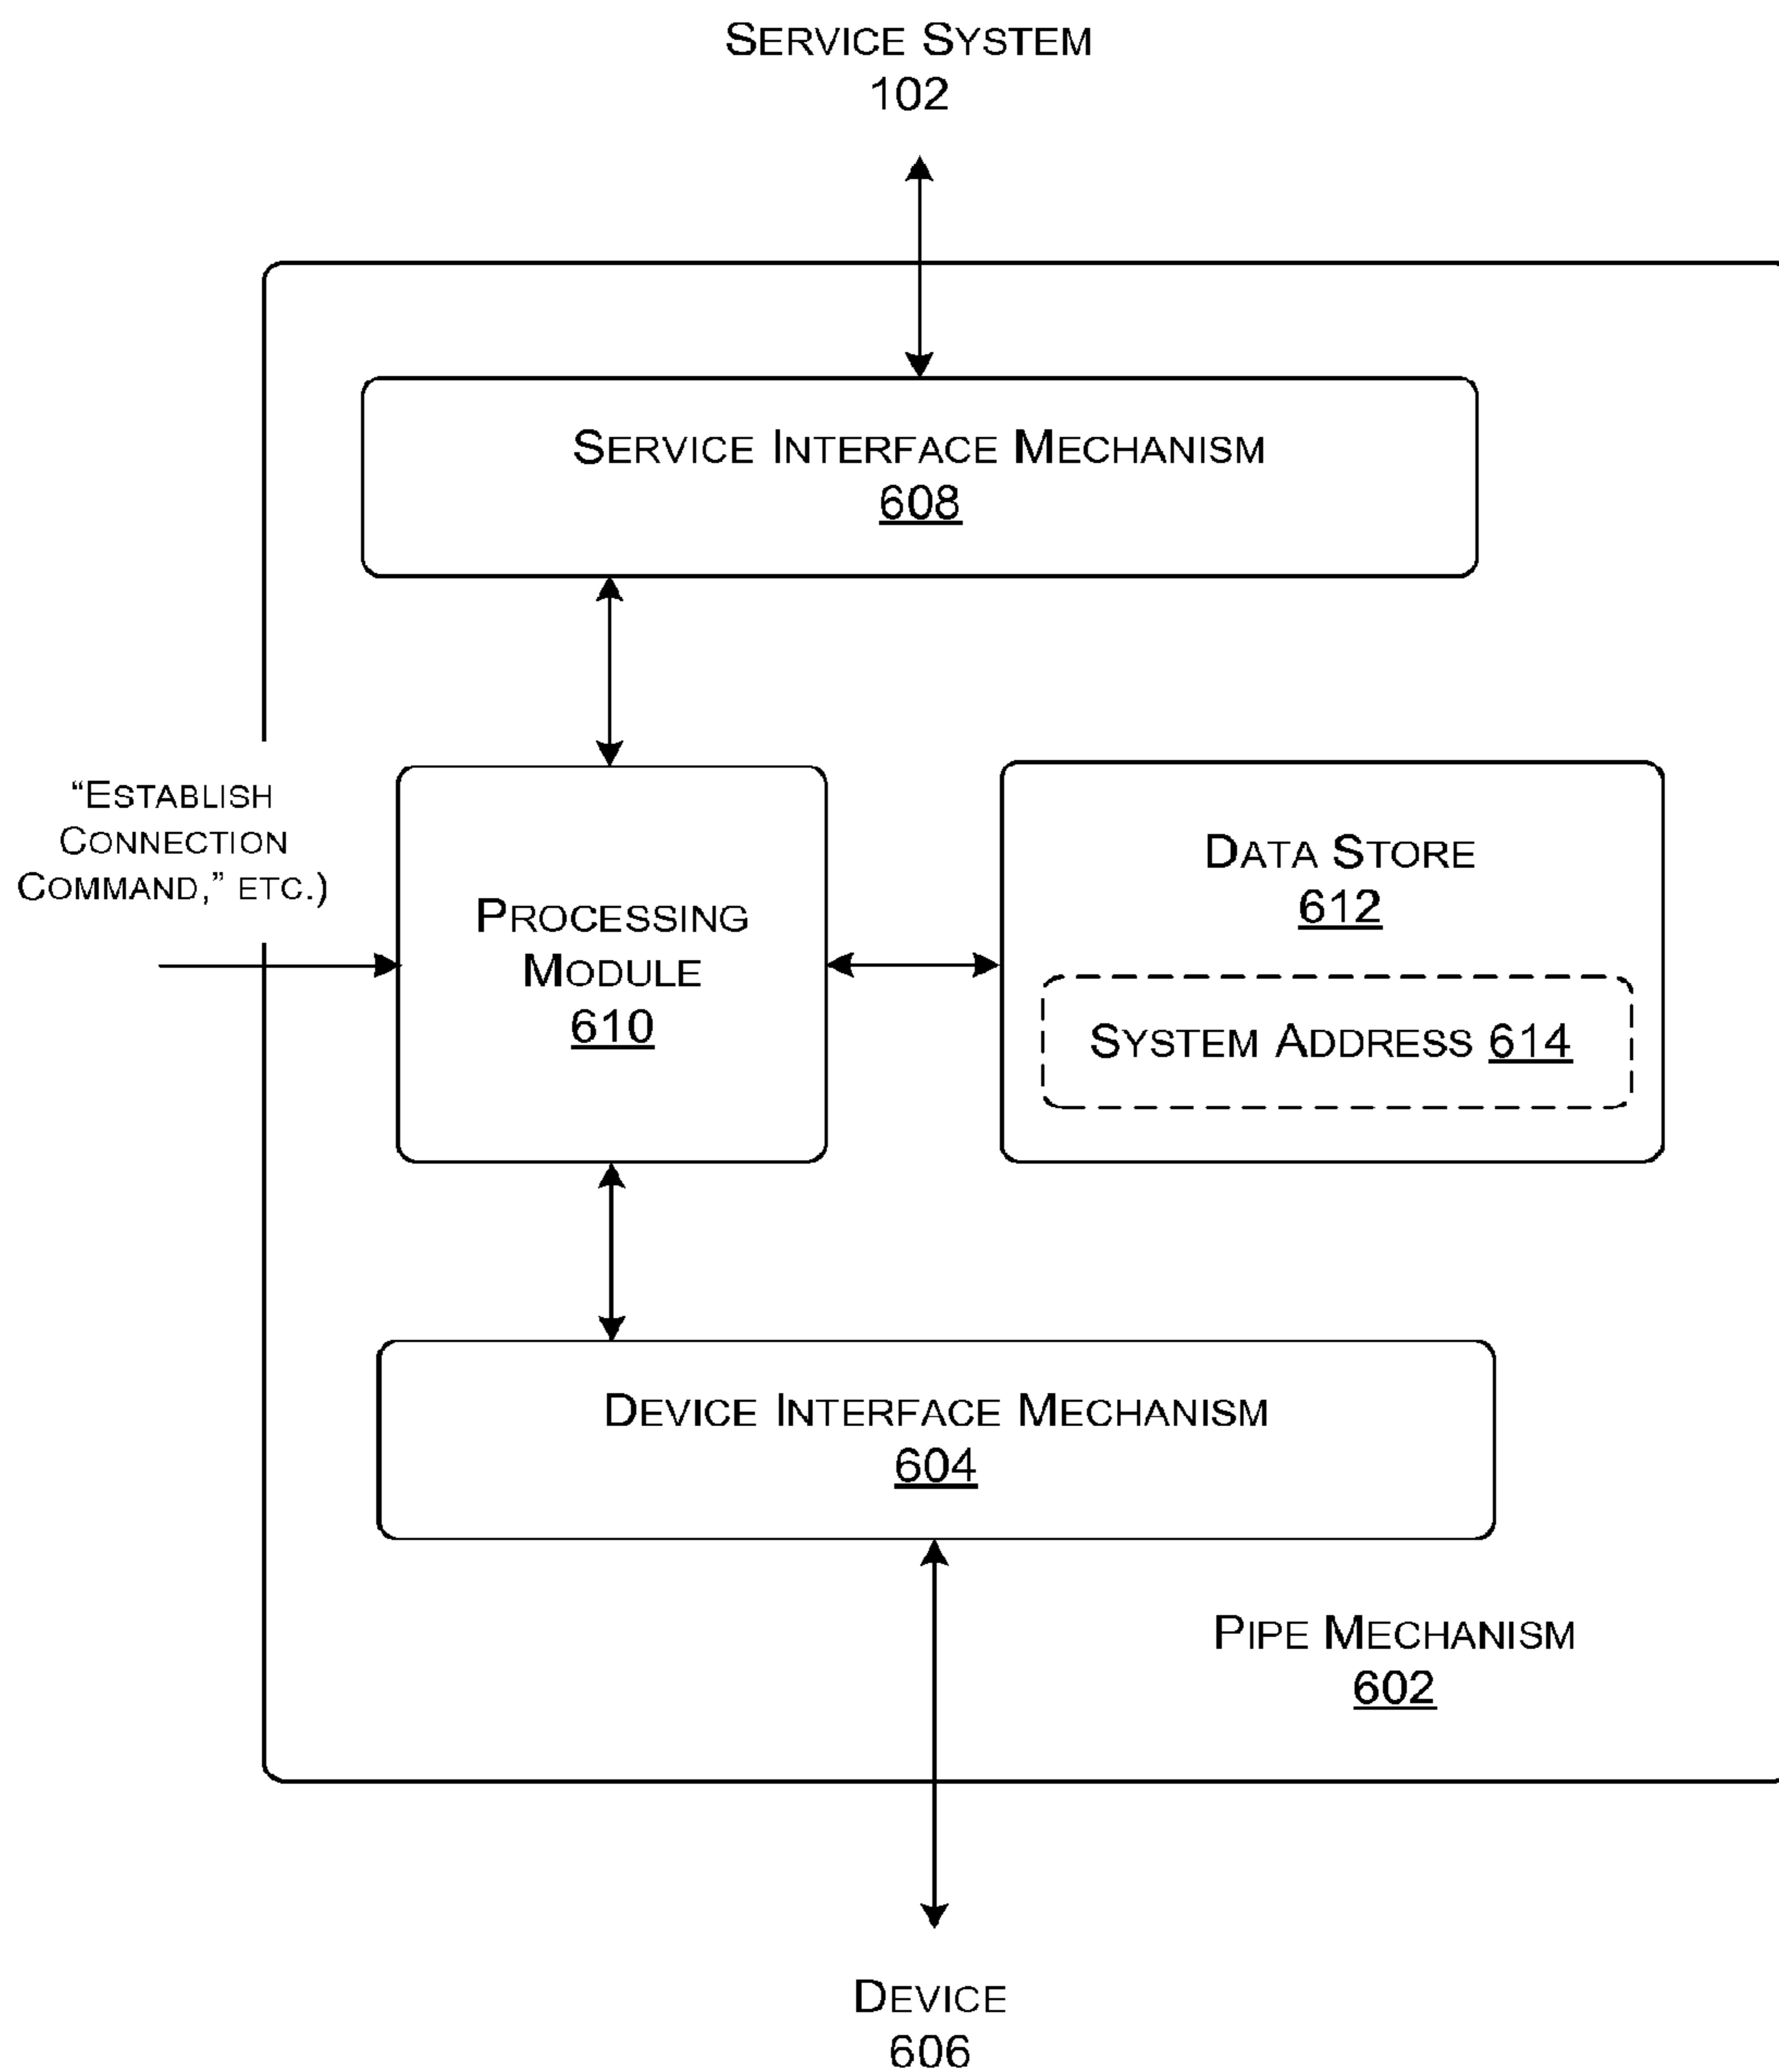 SERVICE SYSTEM
102
SERVICE INTERFACE MECHANISM
608
“ESTABLISH
CONNECTION
COMMAND,” ETC.)
PROCESSING
MODULE
610
DATA STORE
612
SYSTEM ADDRESS 614
DEVICE INTERFACE MECHANISM
604
PIPE MECHANISM
602
DEVICE
606